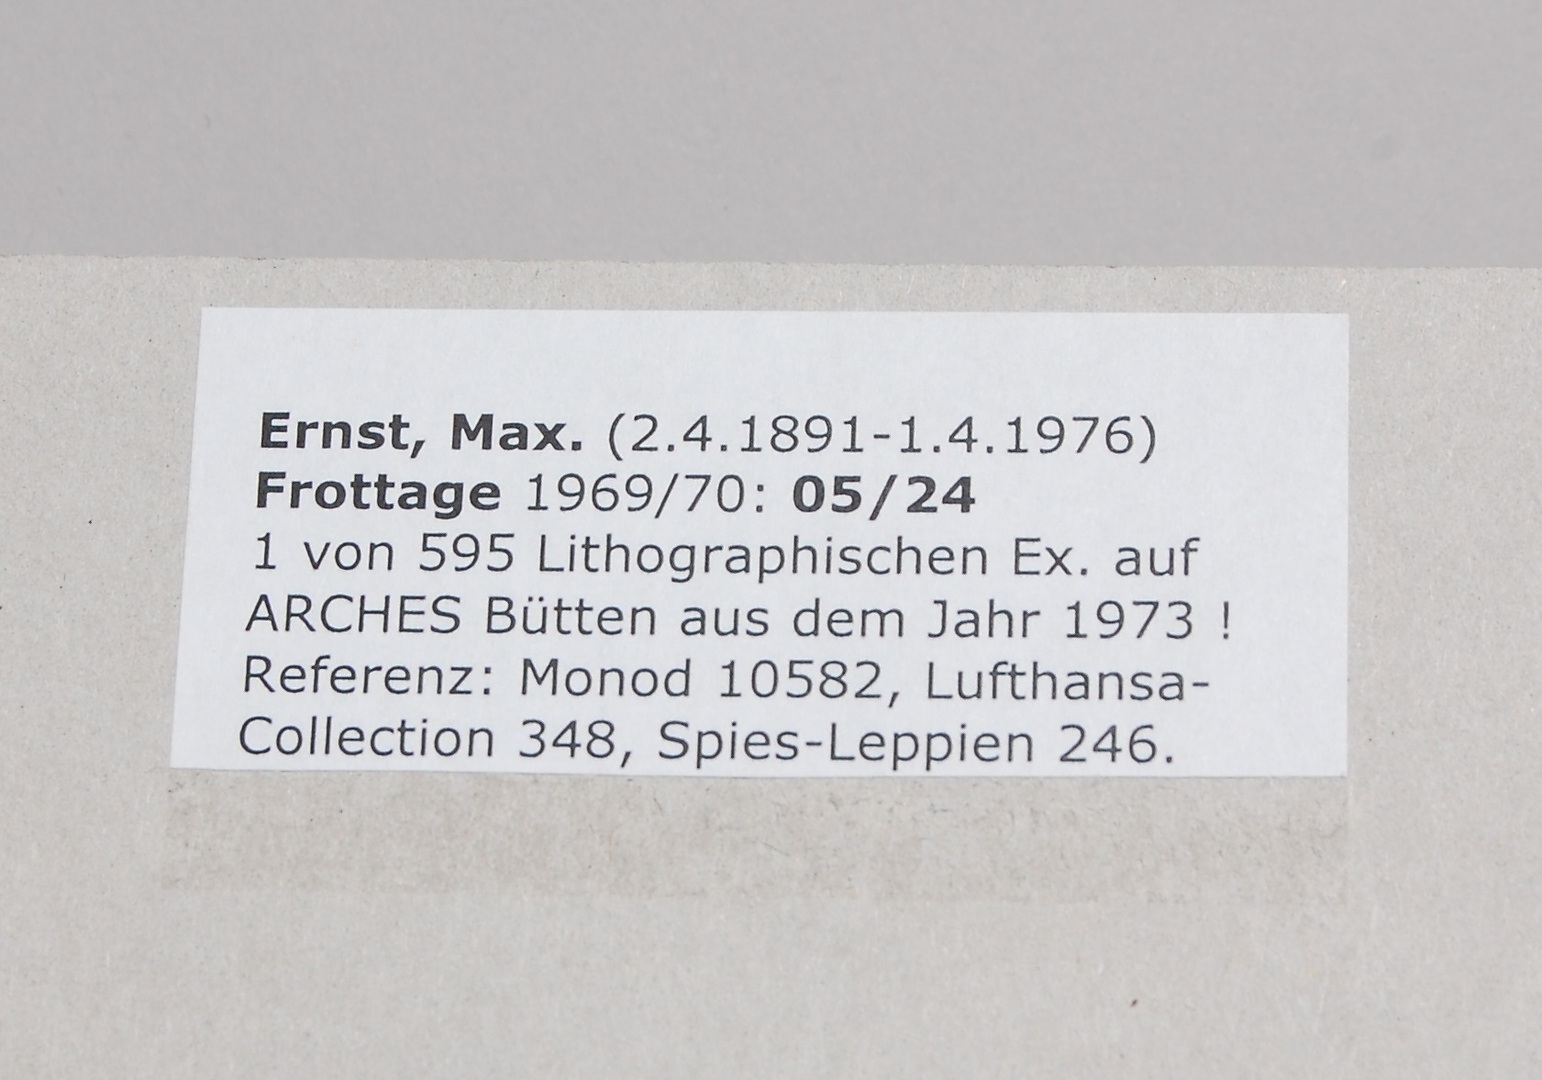 Ernst, Max. (2.4.1891-1.4.1976)
Frottage 1969/70: 05/24
1 von 595 Lithographischen Ex. auf
ARCHES Bütten aus dem Jahr 1973 !
Referenz: Monod 10582, Lufthansa-
Collection 348, Spies-Leppien 246.